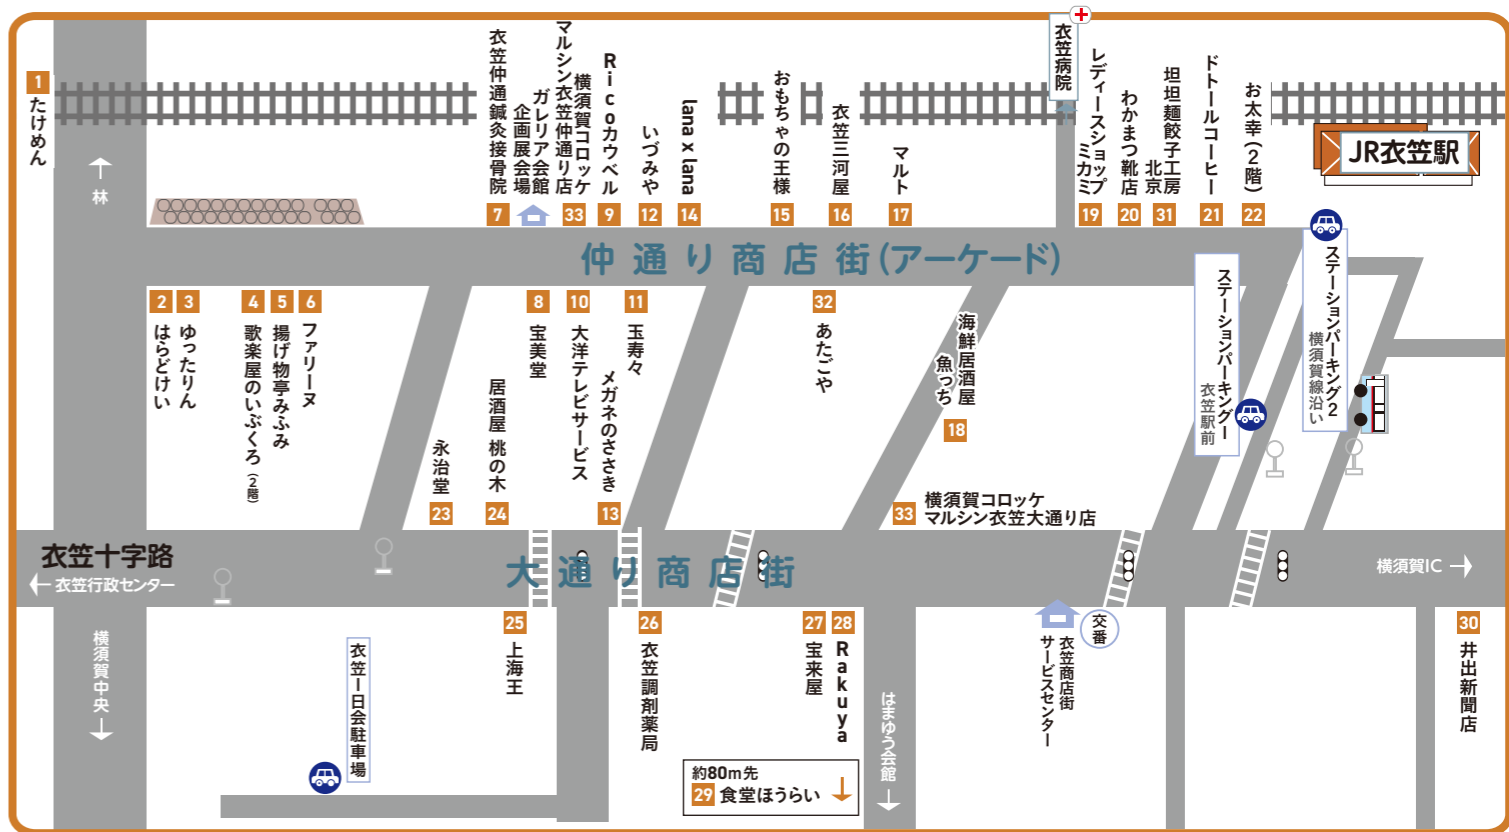 1
たけめん
林
7
衣笠仲通鍼灸接骨院
企画展会場
ガレリア会館
33
マルシン衣笠仲通り店
横須賀コロッケ
9
Ricoカウベル
12
いづみや
14
lana x lana
15
おもちゃの王様
16
衣笠三河屋
17
マルト
衣笠病院
19
レディースショップ
ミカミ
20
わかまつ靴店
31
坦坦麺餃子工房
北京
21
ドトールコーヒー
22
お太幸(2階)
JR衣笠駅
仲通り商店街(アーケード)
2
はらどけい
3
ゆったりん
4
歌楽屋のいぶくろ(2階)
5
揚げ物亭みふみ
6
ファリーヌ
8
宝美堂
10
大洋テレビサービス
11
玉寿々
32
あたごや
海鮮居酒屋
魚っち
18
ステーションパーキング1
衣笠駅前
ステーションパーキング2
横須賀線沿い
永治堂
23
居酒屋 桃の木
24
メガネのささき
13
33
横須賀コロッケ
マルシン衣笠大通り店
衣笠十字路
←衣笠行政センター
大通り商店街
横須賀IC→
横須賀中央
衣笠一日会駐車場
25
上海王
26
衣笠調剤薬局
27
宝来屋
28
Rakuya
はまゆう会館
衣笠商店街
サービスセンター
交番
30
井出新聞店
約80m先
29 食堂ほうらい